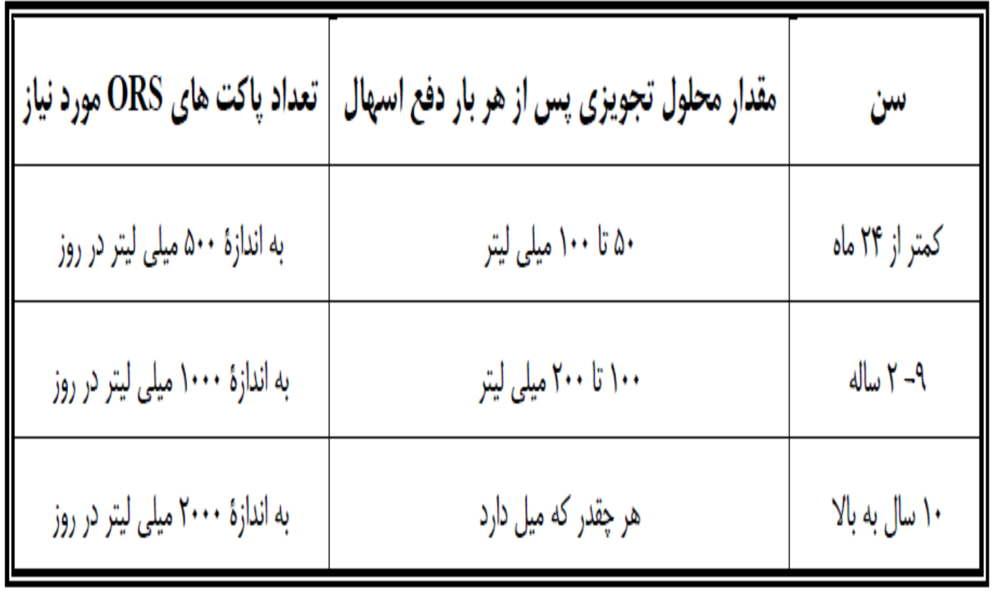 سن
مقدار محلول تجویزی پس از هر بار دفع اسهال
تعداد پاکت های ORS مورد نیاز
کمتر از ۲۴ ماه
۵۰ تا ۱۰۰ میلی لیتر
به اندازهٔ ۵۰۰ میلی لیتر در روز
۹- ۲ ساله
۱۰۰ تا ۲۰۰ میلی لیتر
به اندازهٔ ۱۰۰۰ میلی لیتر در روز
۱۰ سال به بالا
هر چقدر که میل دارد
به اندازهٔ ۲۰۰۰ میلی لیتر در روز